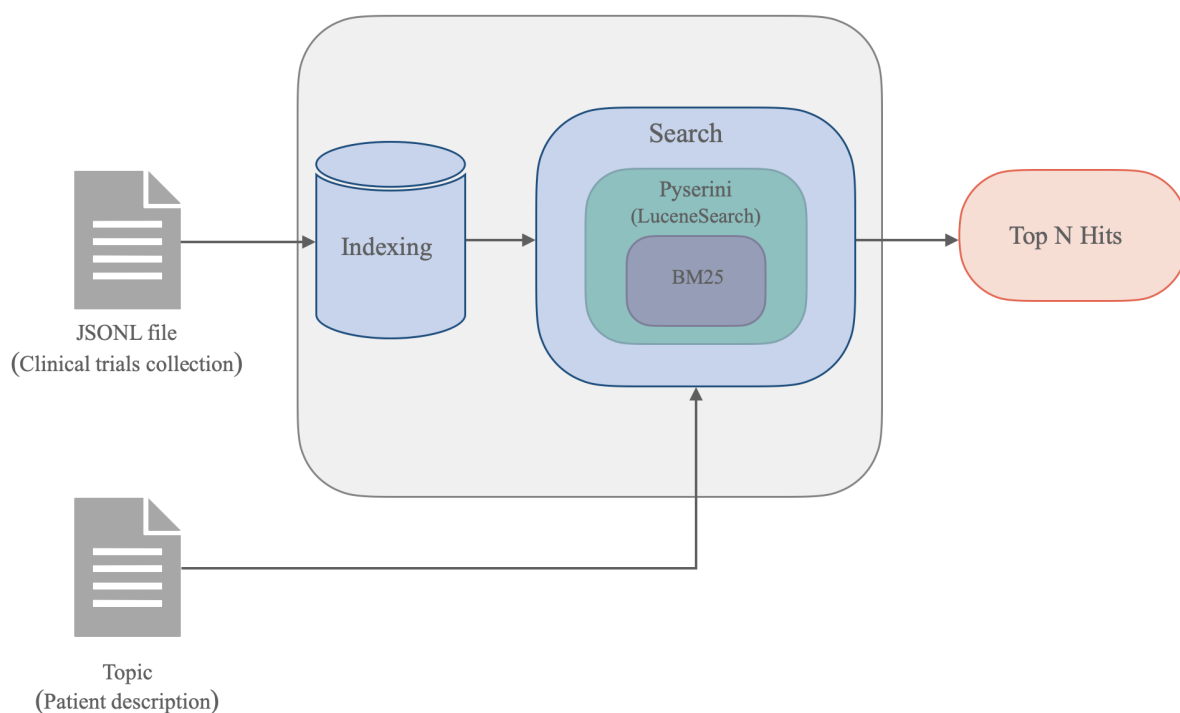 Search
Pyserini
(LuceneSearch)
BM25
Indexing
Top N Hits
JSONL file
(Clinical trials collection)
Topic
(Patient description)